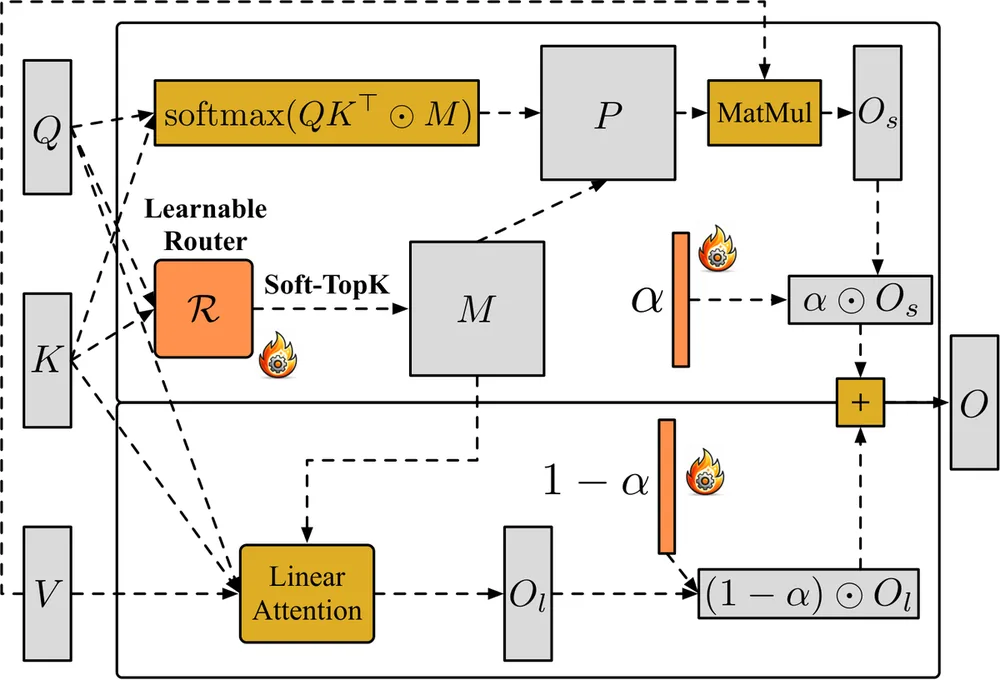 Q
softmax(QK⊤ ⊙ M)
P
MatMul
Oₛ
Learnable
Router
R
Soft-TopK
M
α
α ⊙ Oₛ
K
+
O
1 − α
V
Linear
Attention
Oₗ
(1 − α) ⊙ Oₗ